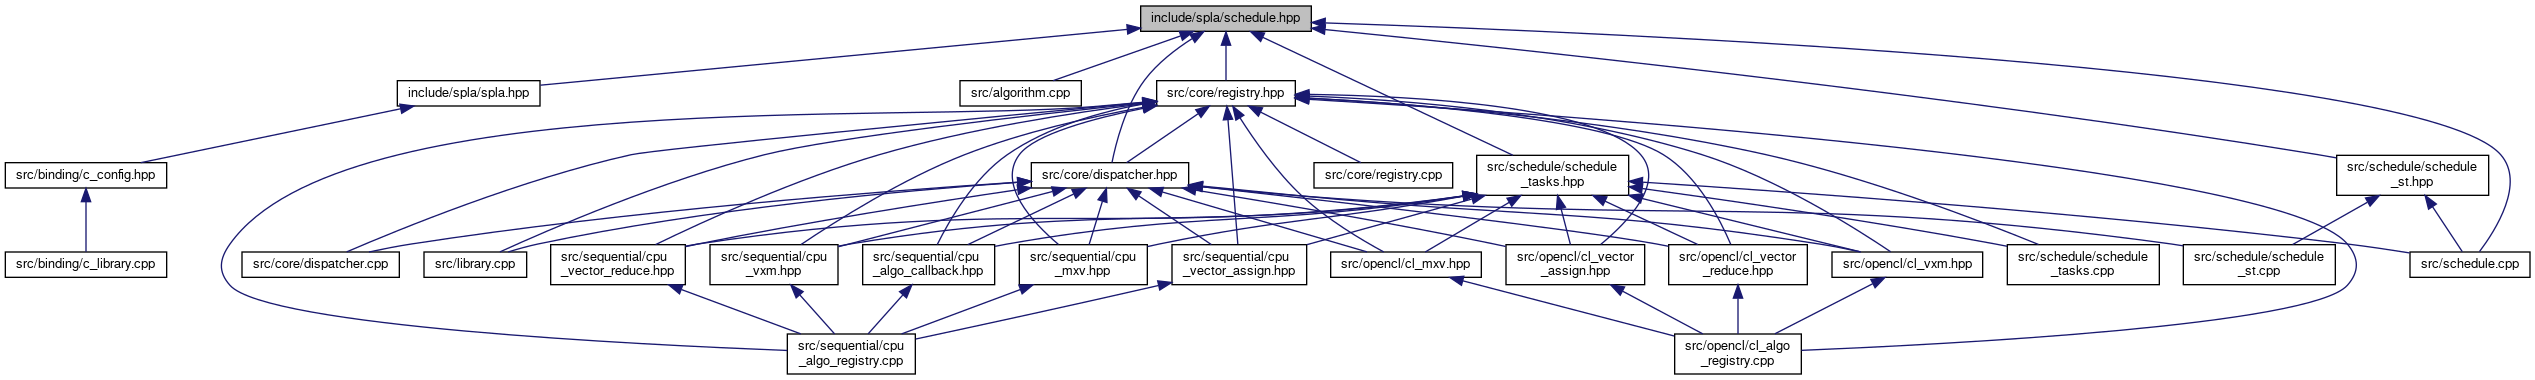 include/spla/schedule.hpp
include/spla/spla.hpp
src/algorithm.cpp
src/core/registry.hpp
src/binding/c_config.hpp
src/core/dispatcher.hpp
src/core/registry.cpp
src/schedule/schedule
_tasks.hpp
src/schedule/schedule
_st.hpp
src/binding/c_library.cpp
src/core/dispatcher.cpp
src/library.cpp
src/sequential/cpu
_vector_reduce.hpp
src/sequential/cpu
_vxm.hpp
src/sequential/cpu
_algo_callback.hpp
src/sequential/cpu
_mxv.hpp
src/sequential/cpu
_vector_assign.hpp
src/opencl/cl_mxv.hpp
src/opencl/cl_vector
_assign.hpp
src/opencl/cl_vector
_reduce.hpp
src/opencl/cl_vxm.hpp
src/schedule/schedule
_tasks.cpp
src/schedule/schedule
_st.cpp
src/schedule.cpp
src/sequential/cpu
_algo_registry.cpp
src/opencl/cl_algo
_registry.cpp